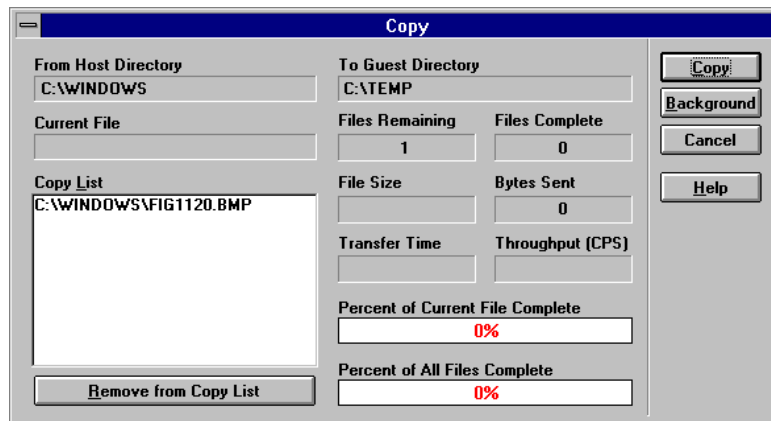 Copy
From Host Directory
C:\WINDOWS
Current File
Copy List
C:\WINDOWS\FIG1120.BMP
Remove from Copy List
To Guest Directory
C:\TEMP
Files Remaining
1
Files Complete
0
File Size
Bytes Sent
0
Transfer Time
Throughput (CPS)
Percent of Current File Complete
0%
Percent of All Files Complete
0%
Copy
Background
Cancel
Help